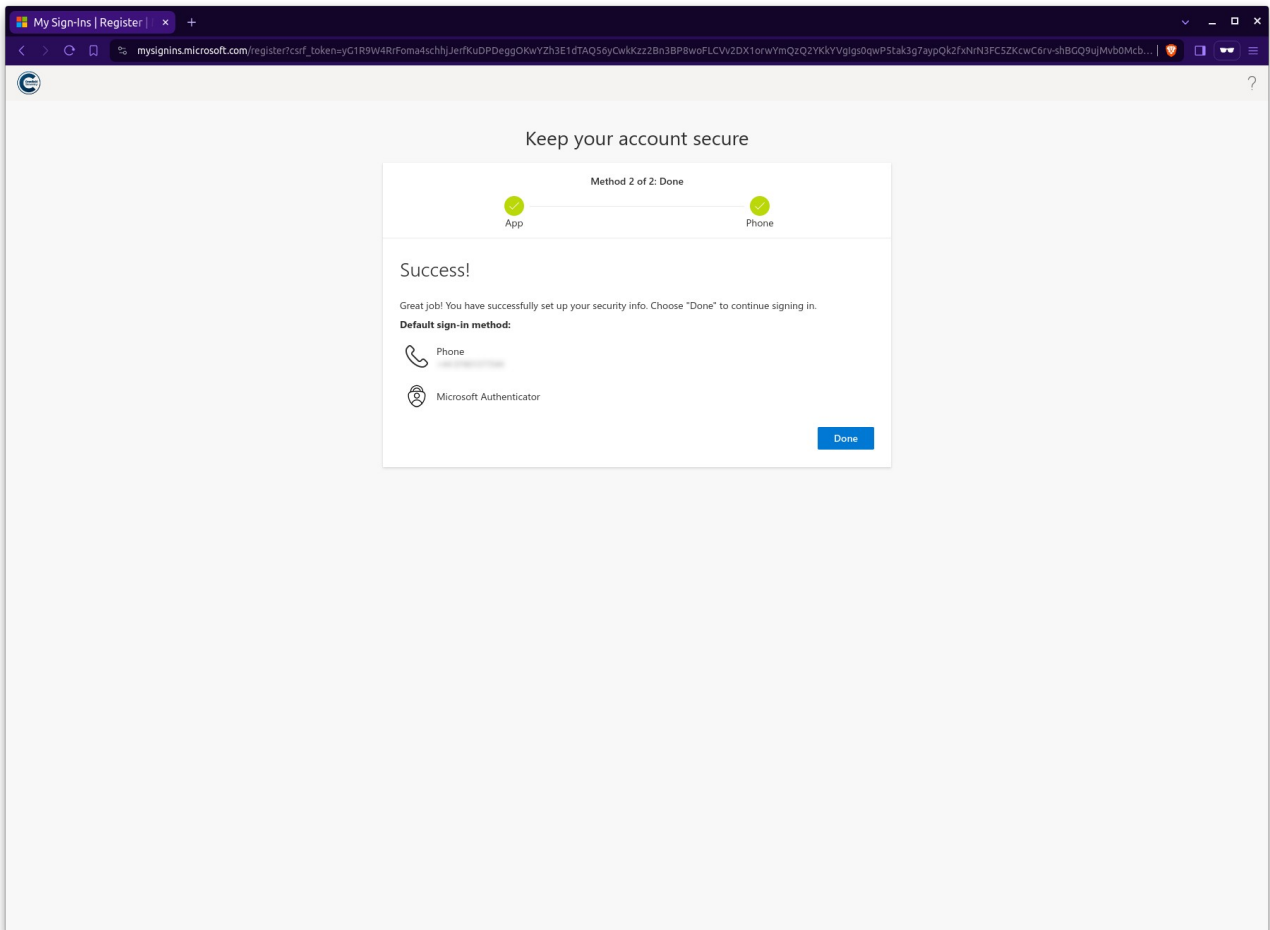 My Sign-Ins | Register |
mysignins.microsoft.com/register?csrf_token=yG1R9W4RrFoma4schhjJerfKuDPDeggOKwYZh3E1dTAQS6yCwkKzz2Bn3BP8woFLCVv2DX1orwYmQzQ2YKkYVgIgs0qwP5tak3g7aypQk2fxNrN3FC5ZKcwC6rv-shBGQ9ujMvb0Mcb...
?
Keep your account secure
Method 2 of 2: Done
App
Phone
Success!
Great job! You have successfully set up your security info. Choose "Done" to continue signing in.
Default sign-in method:
Phone
Microsoft Authenticator
Done